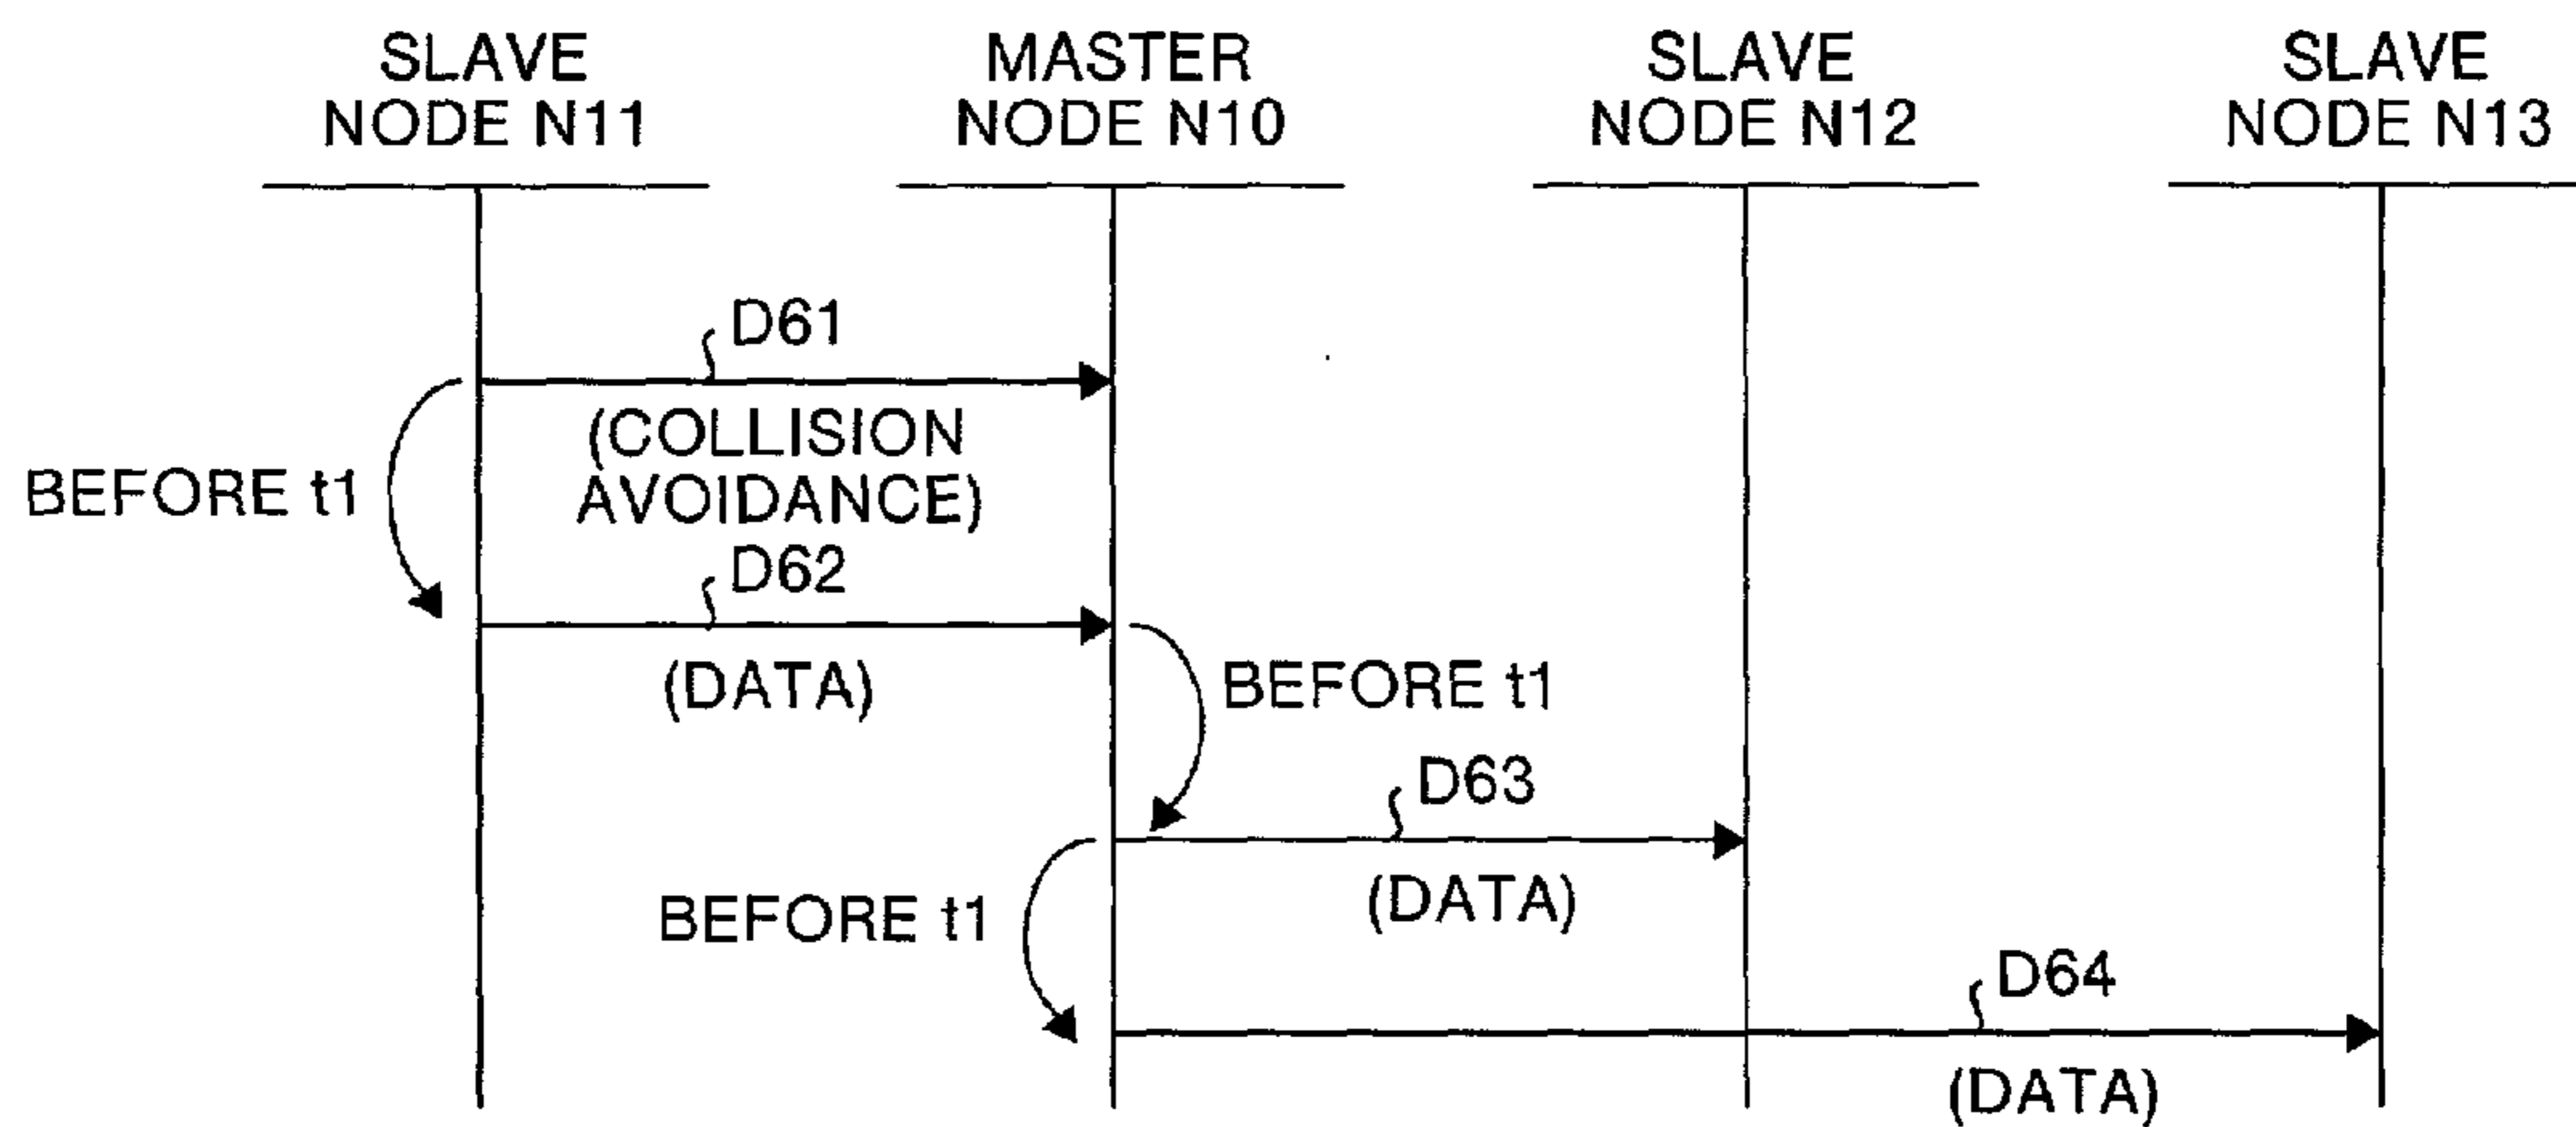 SLAVE
NODE N11
MASTER
NODE N10
SLAVE
NODE N12
SLAVE
NODE N13
D61
(COLLISION
AVOIDANCE)
BEFORE t1
D62
(DATA)
BEFORE t1
D63
(DATA)
BEFORE t1
D64
(DATA)